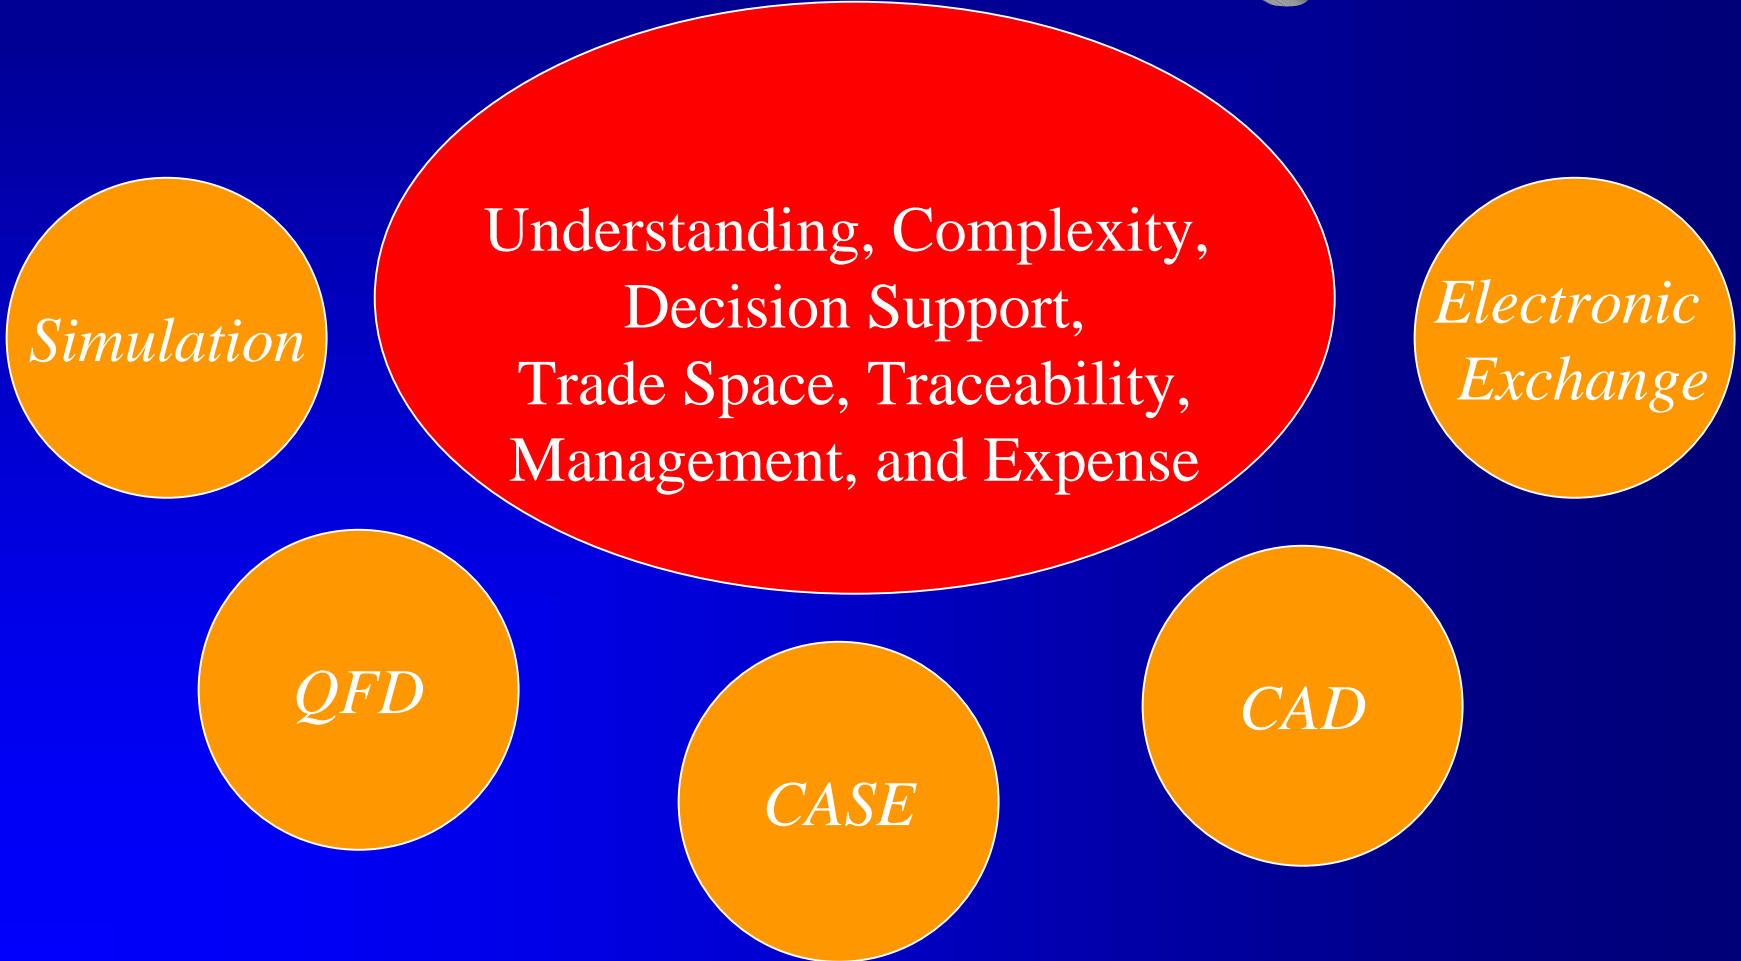 Understanding, Complexity,
Decision Support,
Trade Space, Traceability,
Management, and Expense
Simulation
Electronic
Exchange
QFD
CASE
CAD